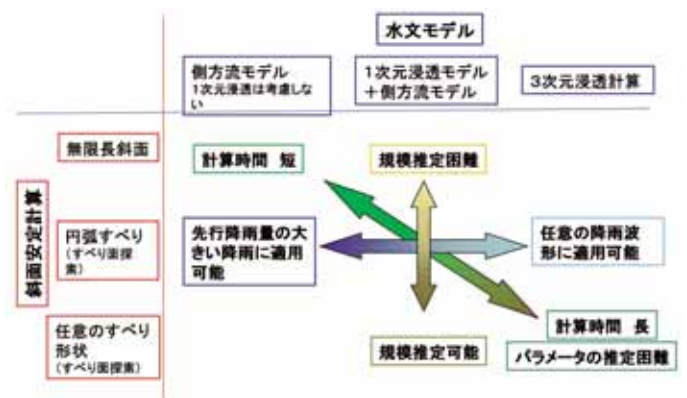 水文モデル
側方流モデル
1次元浸透は考慮しな
い
1次元浸透モデル
+側方流モデル
3次元浸透計算
斜面安定計算
無限長斜面
計算時間 短
規模推定困難
円弧すべり
(すべり面探
索)
先行降雨量の大
きい降雨に適用
可能
任意の降雨波
形に適用可能
任意のすべり
形状
(すべり面探索)
規模推定可能
計算時間 長
パラメータの推定困難